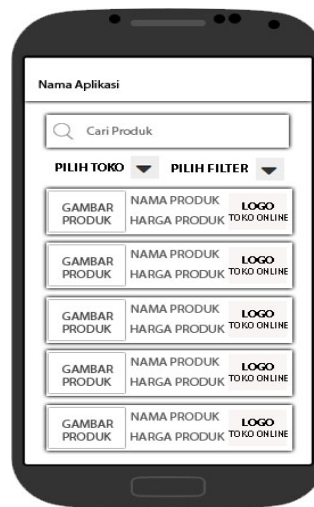 Nama Aplikasi
Cari Produk
PILIH TOKO PILIH FILTER
GAMBAR PRODUK
NAMA PRODUK
HARGA PRODUK
LOGO
TOKO ONLINE
GAMBAR PRODUK
NAMA PRODUK
HARGA PRODUK
LOGO
TOKO ONLINE
GAMBAR PRODUK
NAMA PRODUK
HARGA PRODUK
LOGO
TOKO ONLINE
GAMBAR PRODUK
NAMA PRODUK
HARGA PRODUK
LOGO
TOKO ONLINE
GAMBAR PRODUK
NAMA PRODUK
HARGA PRODUK
LOGO
TOKO ONLINE